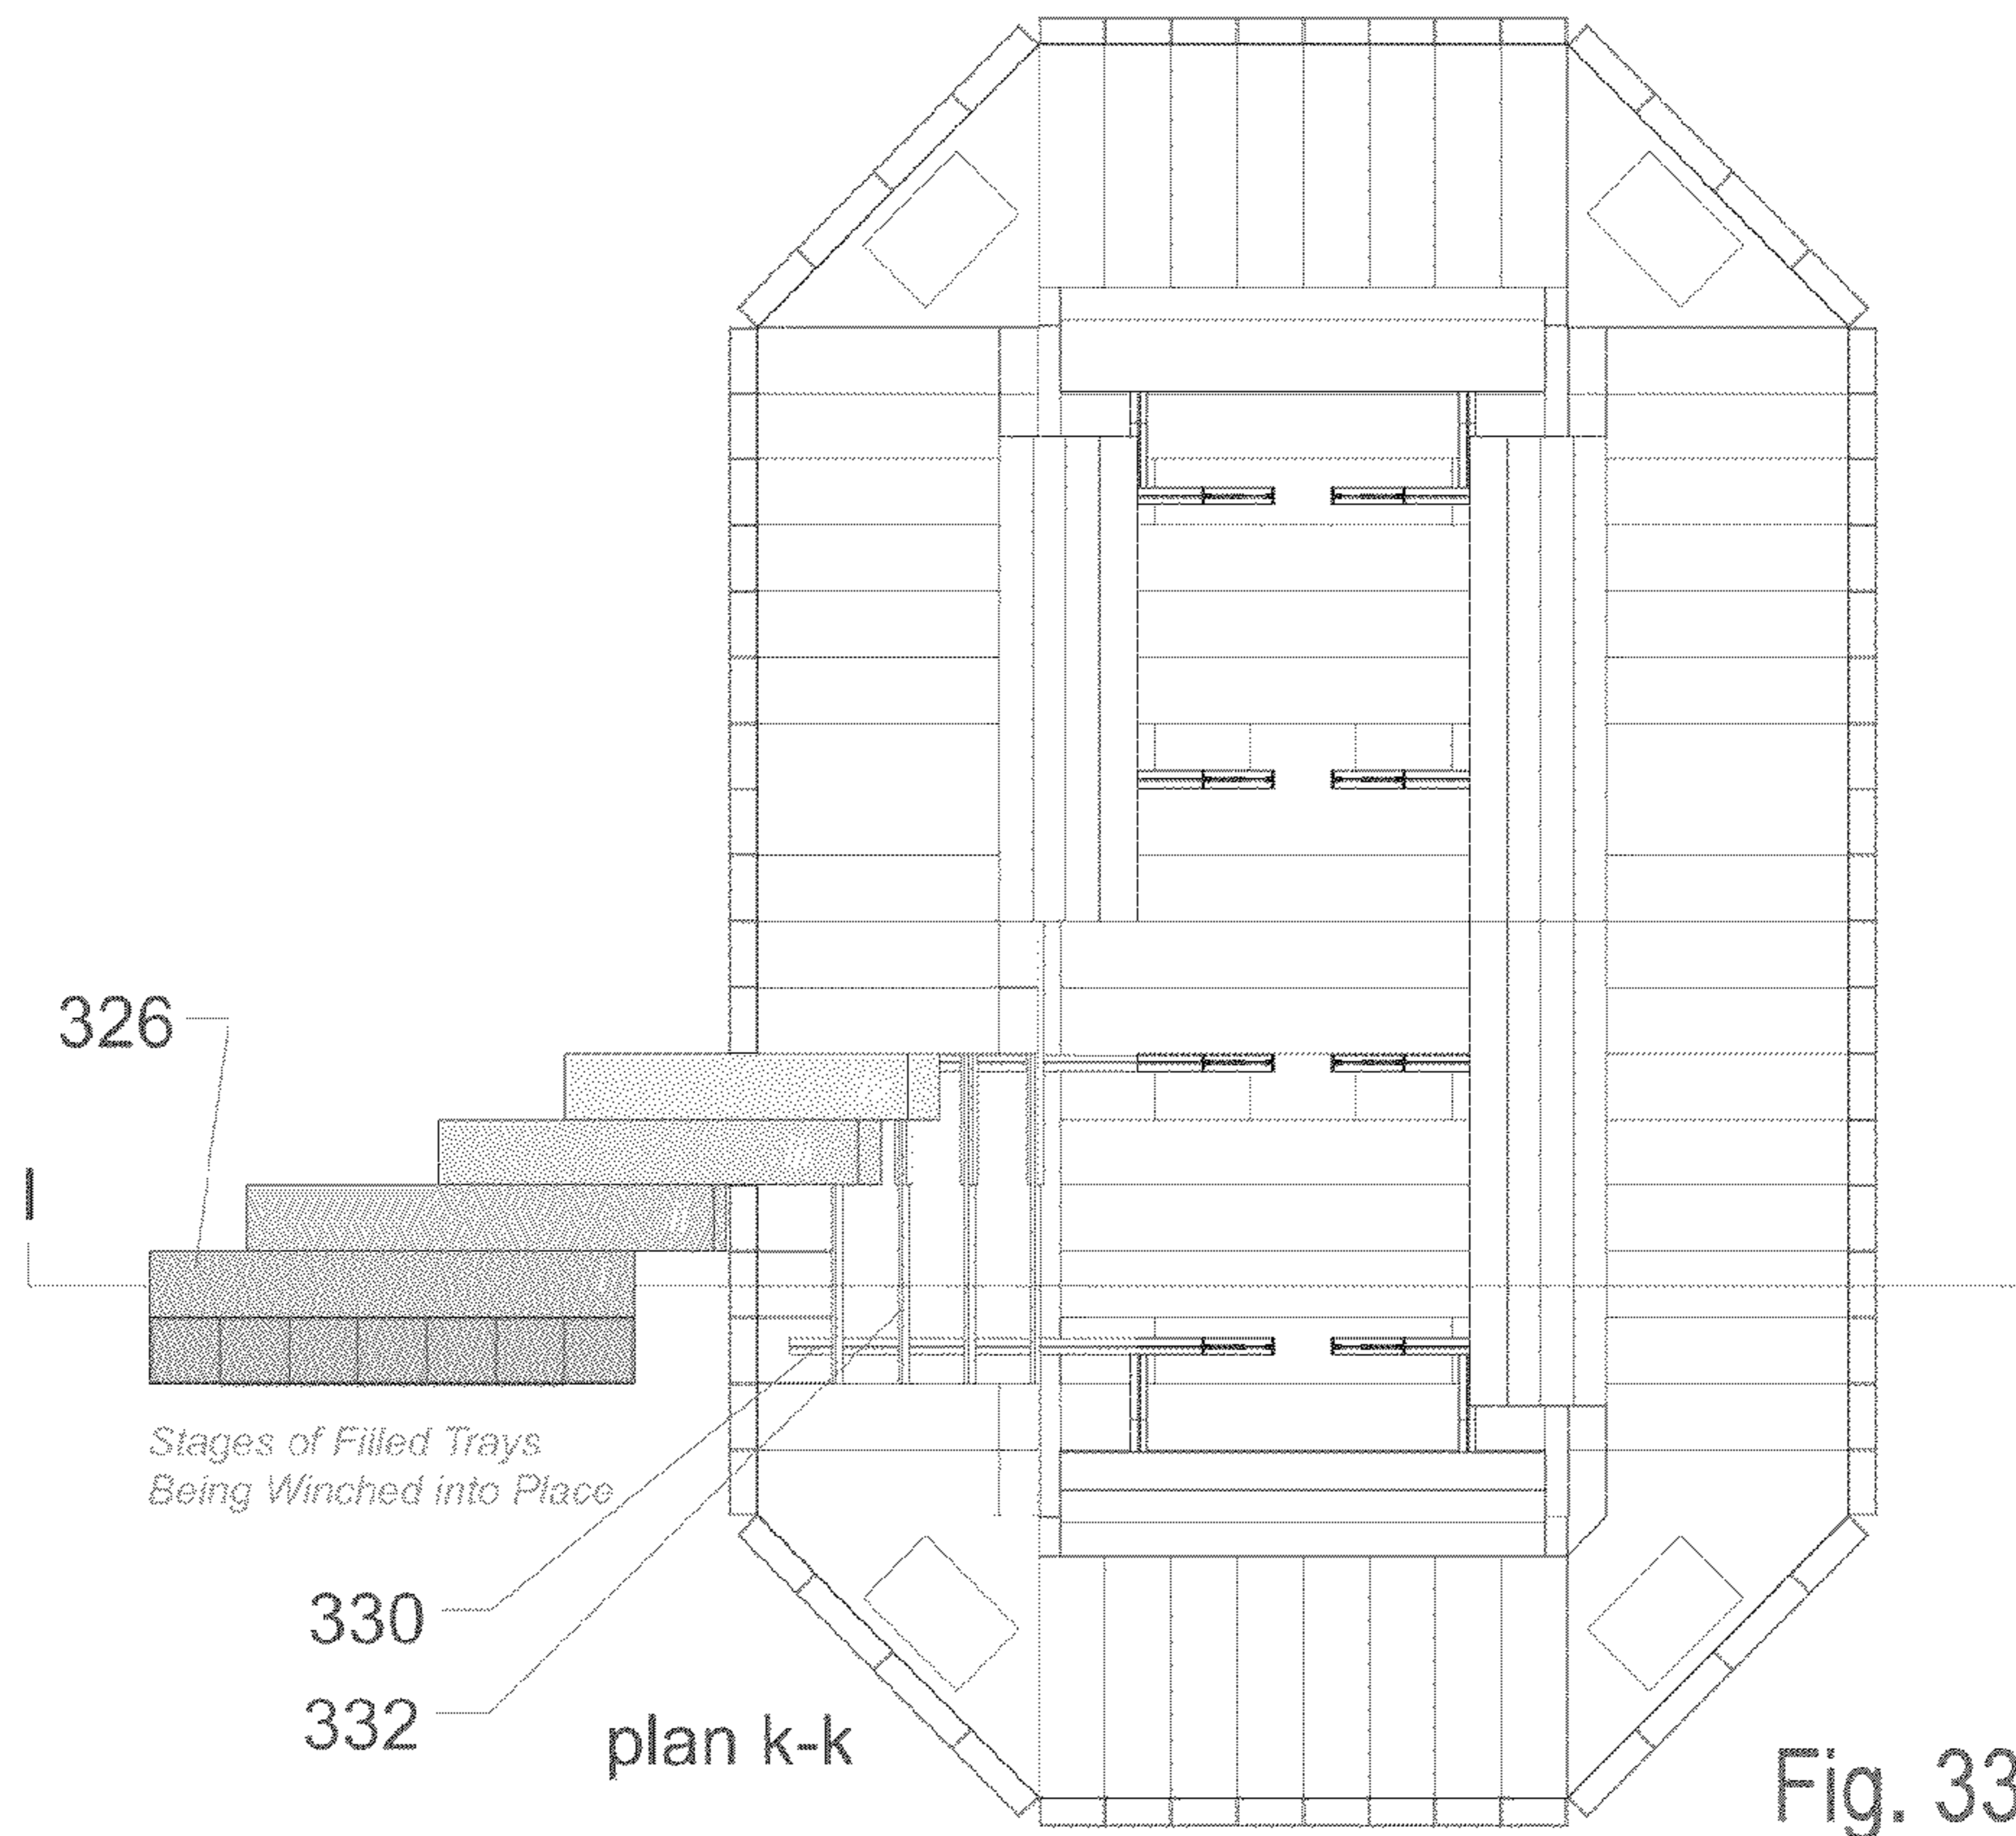 326
l
Stages of Filled Trays
Being Winched into Place
330
332
plan k-k
Fig. 33